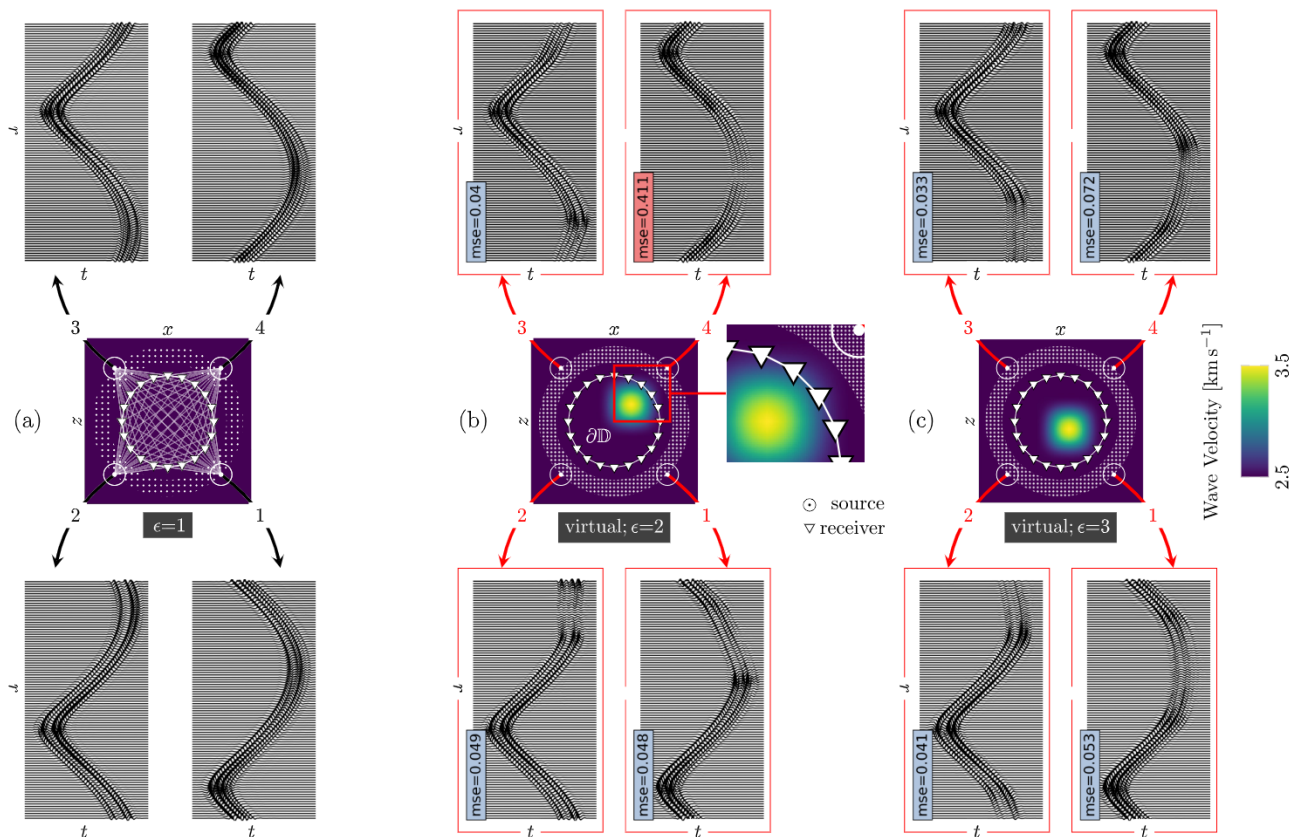 r
r
r
t
t
t
t
t
t
mse=0.04
mse=0.411
mse=0.033
mse=0.072
3
x
4
3
x
4
3
x
4
(a)
z
(b)
z
∂𝔻
(c)
z
Wave Velocity [km s⁻¹]
3.5
2.5
2
ϵ=1
1
2
virtual; ϵ=2
1
⊙ source
▽ receiver
2
virtual; ϵ=3
1
r
r
r
mse=0.049
mse=0.048
mse=0.041
mse=0.053
t
t
t
t
t
t